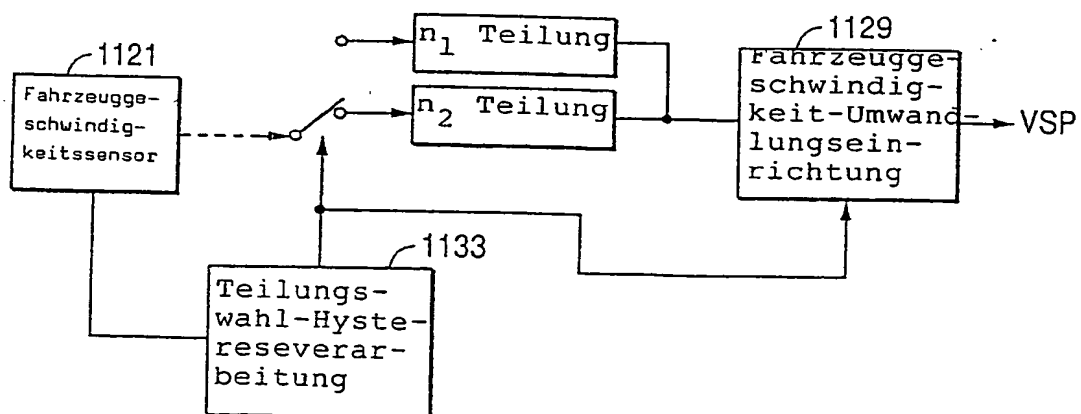 1121
Fahrzeugge-
schwindig-
keitssensor
n1 Teilung
n2 Teilung
1129
Fahrzeugge-
schwindig-
keit-Umwand-
lungsein-
richtung
VSP
1133
Teilungs-
wahl-Hyste-
reseverar-
beitung